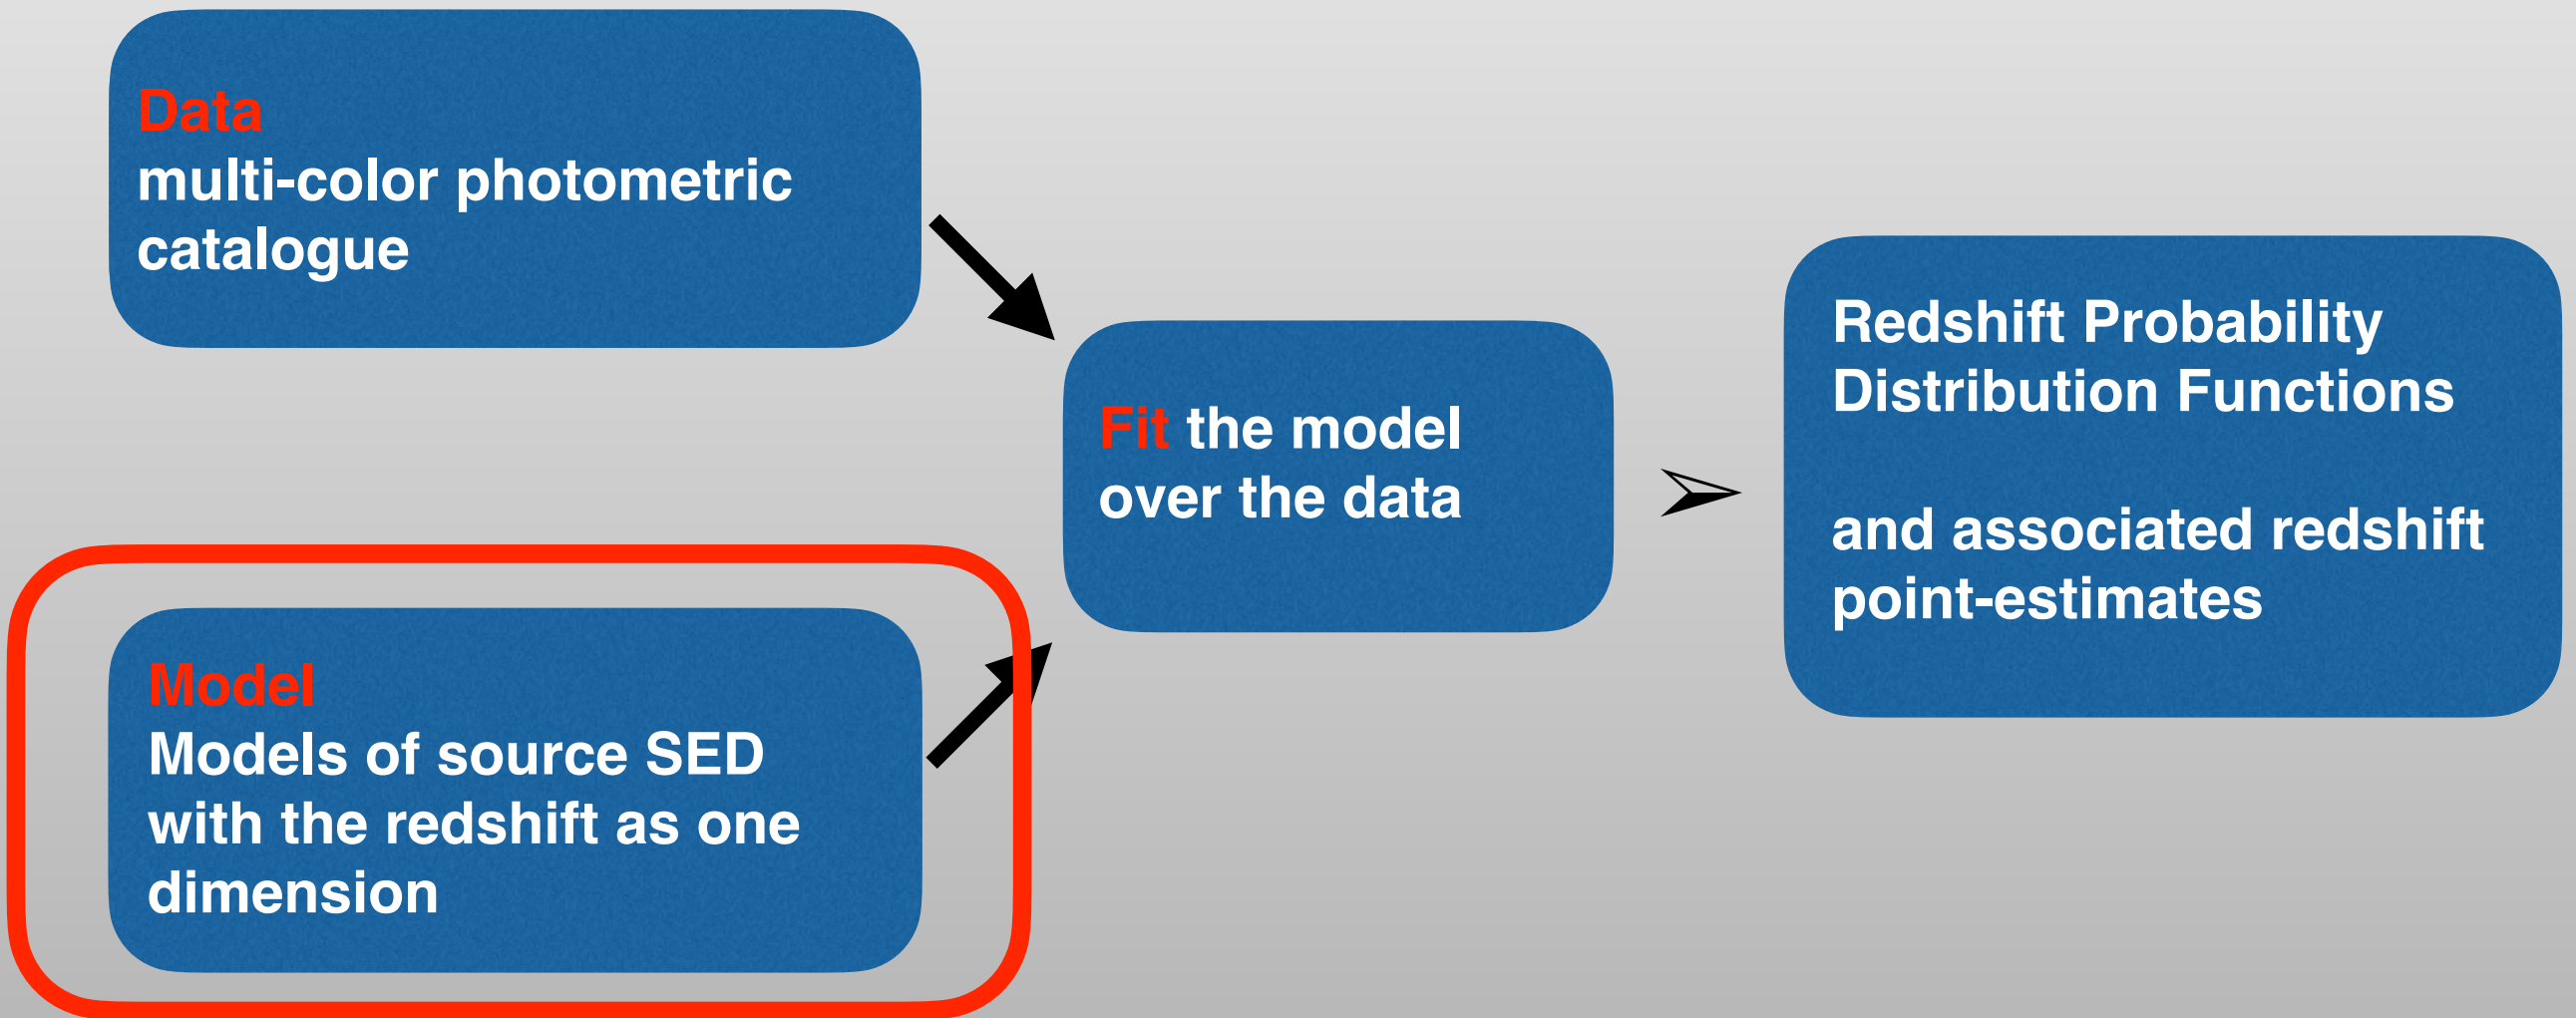 Data
multi-color photometric
catalogue
Model
Models of source SED
with the redshift as one
dimension
Fit the model
over the data
Redshift Probability
Distribution Functions
and associated redshift
point-estimates